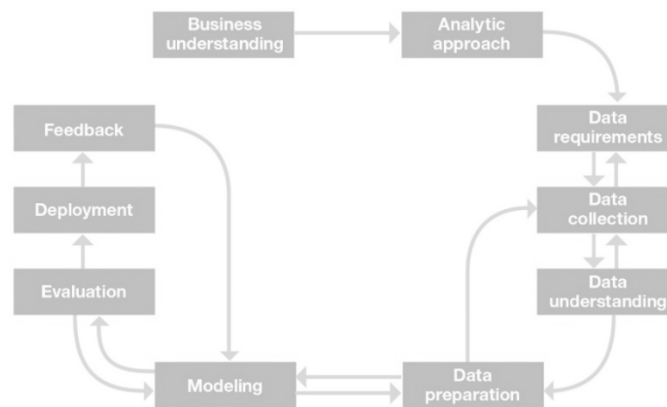 Business
understanding
Analytic
approach
Feedback
Data
requirements
Deployment
Data
collection
Evaluation
Data
understanding
Modeling
Data
preparation